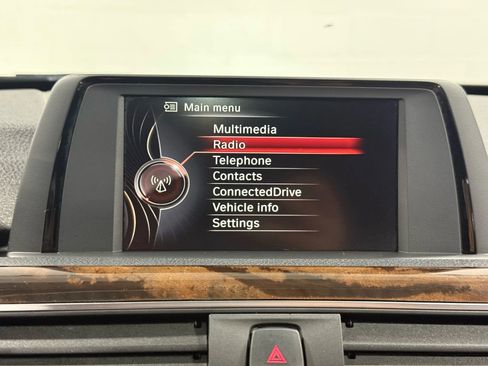 Main menu
Multimedia
Radio
Telephone
Contacts
ConnectedDrive
Vehicle info
Settings